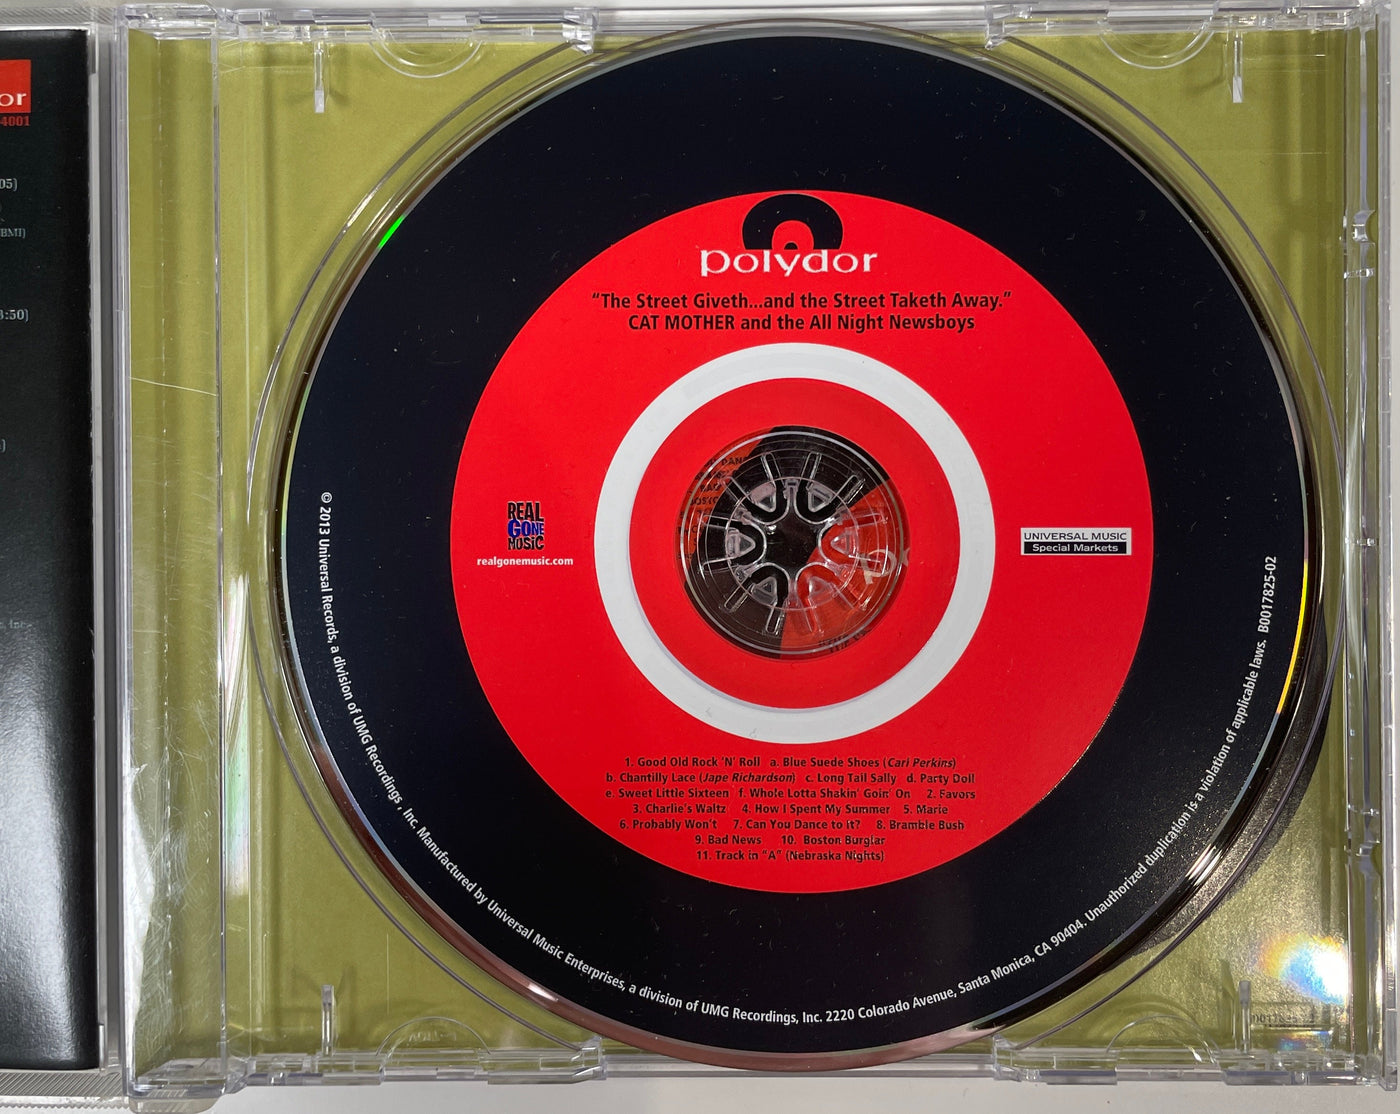 or
4001
05)
BMI)
3:50)
polydor
“The Street Giveth...and the Street Taketh Away.”
CAT MOTHER and the All Night Newsboys
REAL
GONE
MUSIC
realgonemusic.com
UNIVERSAL MUSIC
Special Markets
1. Good Old Rock 'N' Roll a. Blue Suede Shoes (Carl Perkins)
b. Chantilly Lace (Jape Richardson) c. Long Tail Sally d. Party Doll
e. Sweet Little Sixteen f. Whole Lotta Shakin' Goin' On 2. Favors
3. Charlie's Waltz 4. How I Spent My Summer 5. Marie
6. Probably Won't 7. Can You Dance to it? 8. Bramble Bush
9. Bad News 10. Boston Burglar
11. Track in "A" (Nebraska Nights)
© 2013 Universal Records, a division of UMG Recordings , Inc. Manufactured by Universal Music Enterprises, a division of UMG Recordings, Inc. 2220 Colorado Avenue, Santa Monica, CA 90404. Unauthorized duplication is a violation of applicable laws. B0017825-02